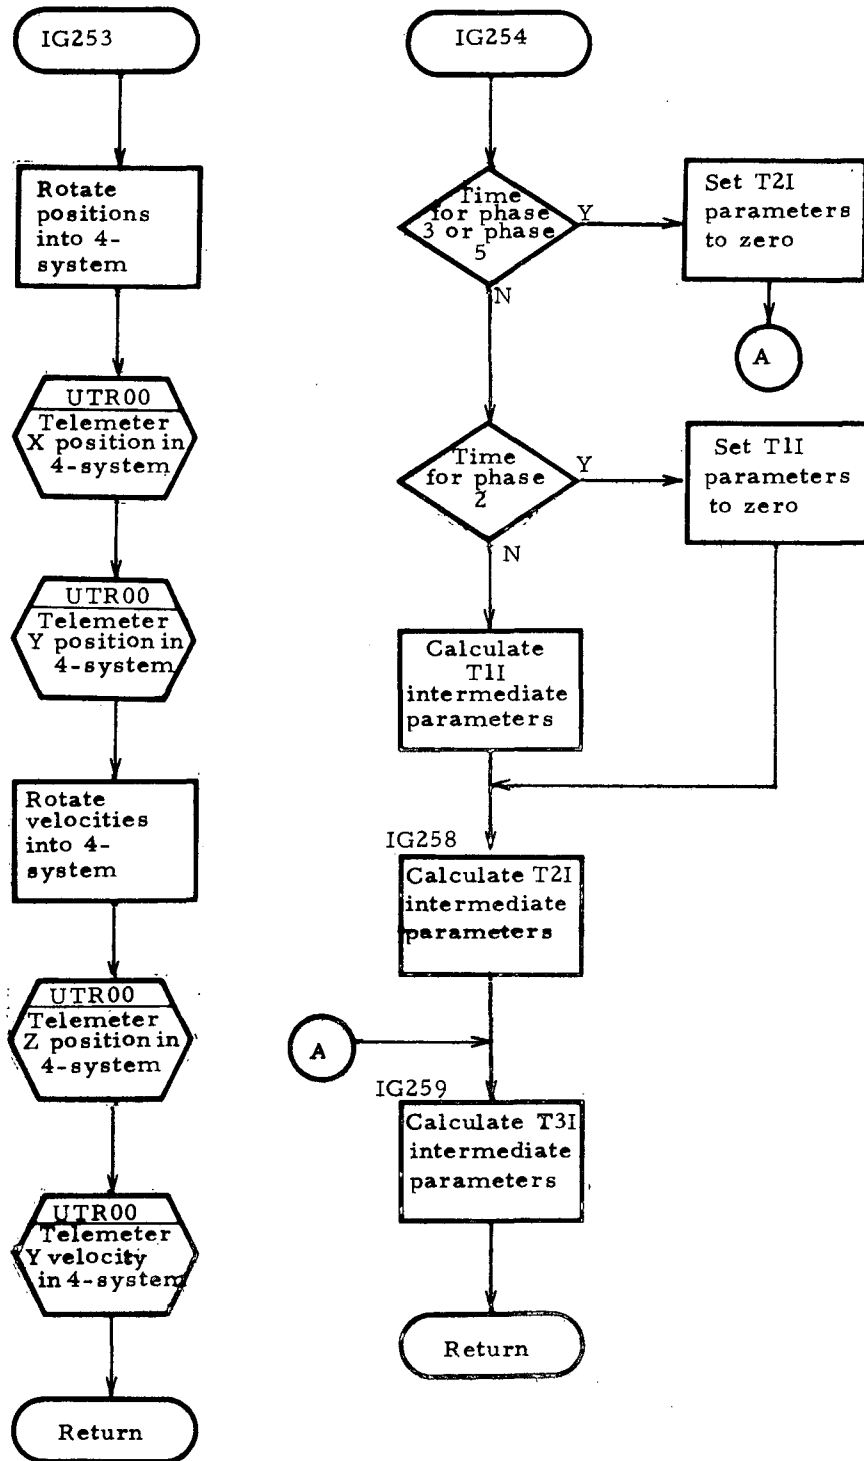 IG253
Rotate
positions
into 4-
system
UTR00
Telemeter
X position in
4-system
UTR00
Telemeter
Y position in
4-system
Rotate
velocities
into 4-
system
UTR00
Telemeter
Z position in
4-system
UTR00
Telemeter
Y velocity
in 4-system
Return
IG254
Time
for phase
3 or phase
5
Y
N
Set T2I
parameters
to zero
A
Time
for phase
2
Y
N
Set T1I
parameters
to zero
Calculate
T1I
intermediate
parameters
IG258
Calculate T2I
intermediate
parameters
A
IG259
Calculate T3I
intermediate
parameters
Return